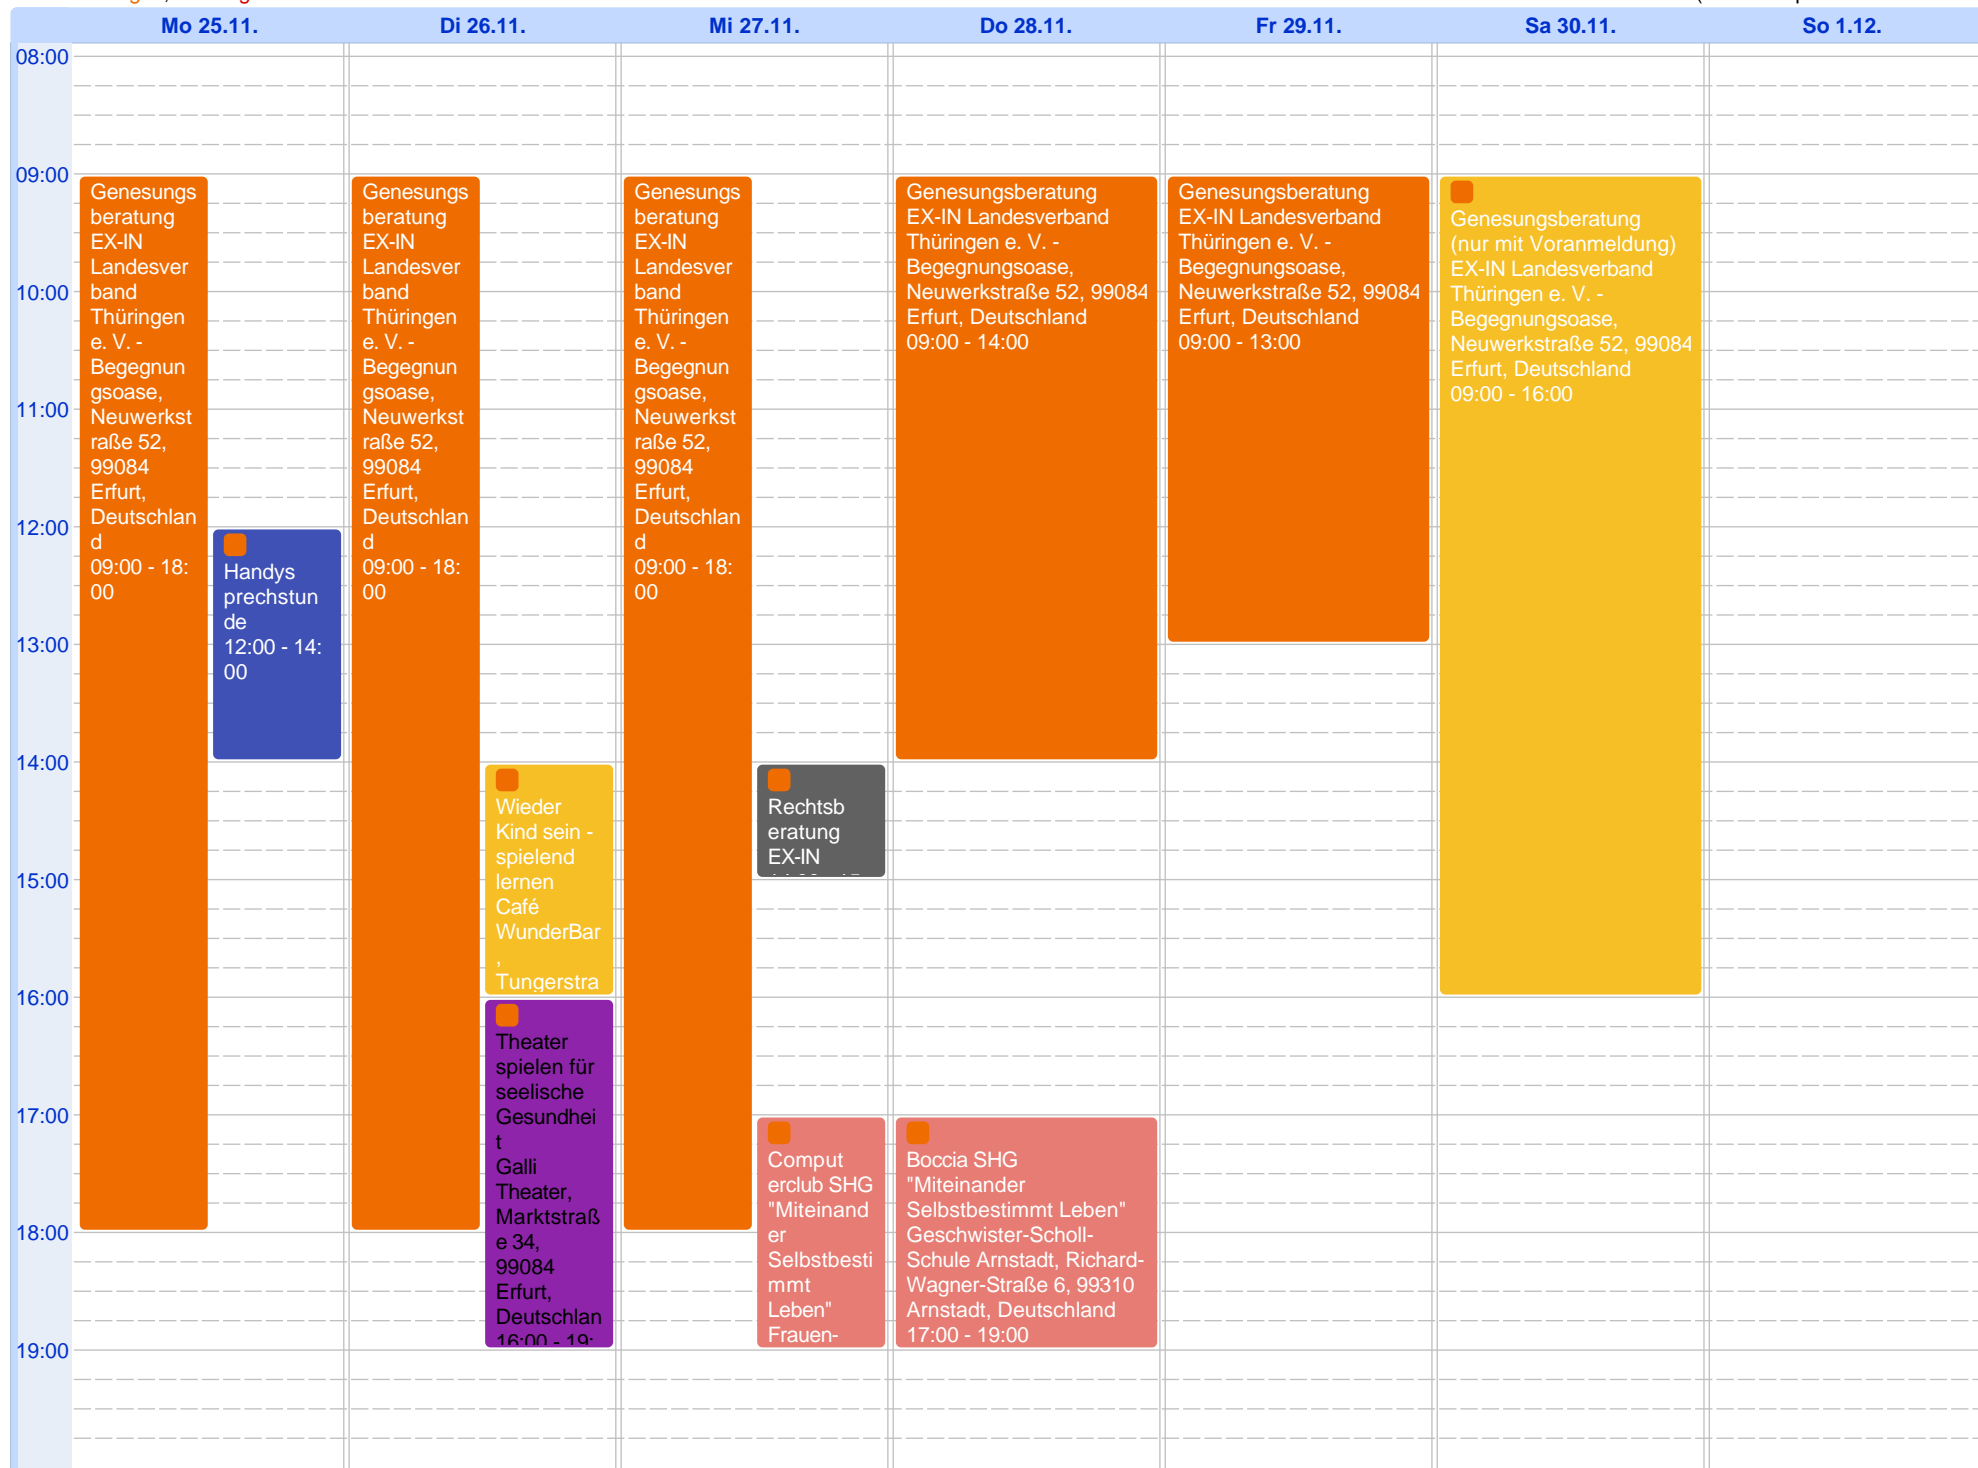 Mo 25.11.
Di 26.11.
Mi 27.11.
Do 28.11.
Fr 29.11.
Sa 30.11.
So 1.12.
08:00
09:00
10:00
11:00
12:00
13:00
14:00
15:00
16:00
17:00
18:00
19:00
Genesungs
beratung
EX-IN
Landesver
band
Thüringen
e. V. -
Begegnun
gsoase,
Neuwerkst
raße 52,
99084
Erfurt,
Deutschlan
d
09:00 - 18:
00
Handys
prechstun
de
12:00 - 14:
00
Genesungs
beratung
EX-IN
Landesver
band
Thüringen
e. V. -
Begegnun
gsoase,
Neuwerkst
raße 52,
99084
Erfurt,
Deutschlan
d
09:00 - 18:
00
Wieder
Kind sein -
spielend
lernen
Café
WunderBar
,
Tungerstra
Theater
spielen für
seelische
Gesundhei
t
Galli
Theater,
Marktstraß
e 34,
99084
Erfurt,
Deutschlan
16:00 - 19:
Genesungs
beratung
EX-IN
Landesver
band
Thüringen
e. V. -
Begegnun
gsoase,
Neuwerkst
raße 52,
99084
Erfurt,
Deutschlan
d
09:00 - 18:
00
Rechtsb
eratung
EX-IN
Comput
erclub SHG
"Miteinand
er
Selbstbesti
mmt
Leben"
Frauen-
Genesungsberatung
EX-IN Landesverband
Thüringen e. V. -
Begegnungsoase,
Neuwerkstraße 52, 99084
Erfurt, Deutschland
09:00 - 14:00
Boccia SHG
"Miteinander
Selbstbestimmt Leben"
Geschwister-Scholl-
Schule Arnstadt, Richard-
Wagner-Straße 6, 99310
Arnstadt, Deutschland
17:00 - 19:00
Genesungsberatung
EX-IN Landesverband
Thüringen e. V. -
Begegnungsoase,
Neuwerkstraße 52, 99084
Erfurt, Deutschland
09:00 - 13:00
Genesungsberatung
(nur mit Voranmeldung)
EX-IN Landesverband
Thüringen e. V. -
Begegnungsoase,
Neuwerkstraße 52, 99084
Erfurt, Deutschland
09:00 - 16:00